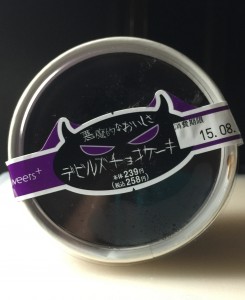 悪魔的なおいしさ
デビルズチョコケーキ
本体239円
(税込258円)
消費期限
15.08.
weets+